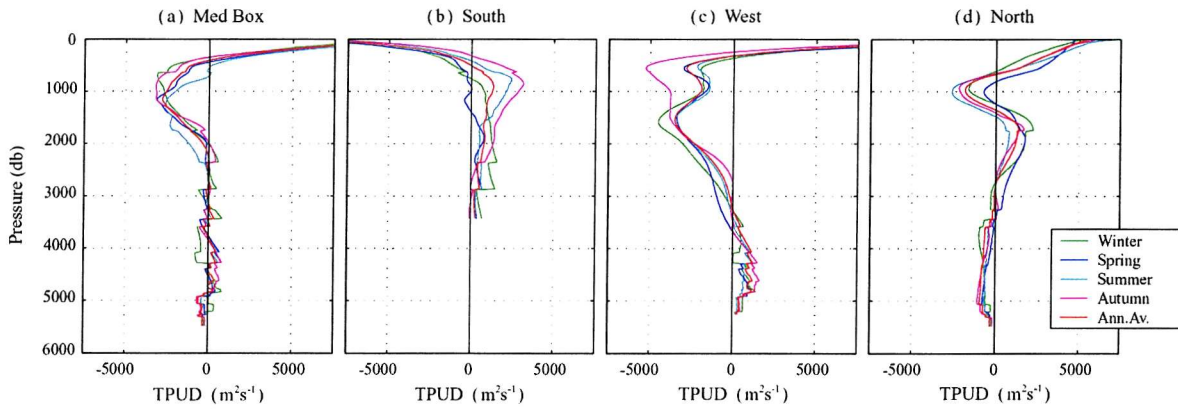 (a) Med Box
(b) South
(c) West
(d) North
0
1000
2000
3000
4000
5000
6000
Pressure (db)
-5000 0 5000
-5000 0 5000
-5000 0 5000
-5000 0 5000
TPUD (m²s⁻¹)
TPUD (m²s⁻¹)
TPUD (m²s⁻¹)
TPUD (m²s⁻¹)
Winter
Spring
Summer
Autumn
Ann.Av.